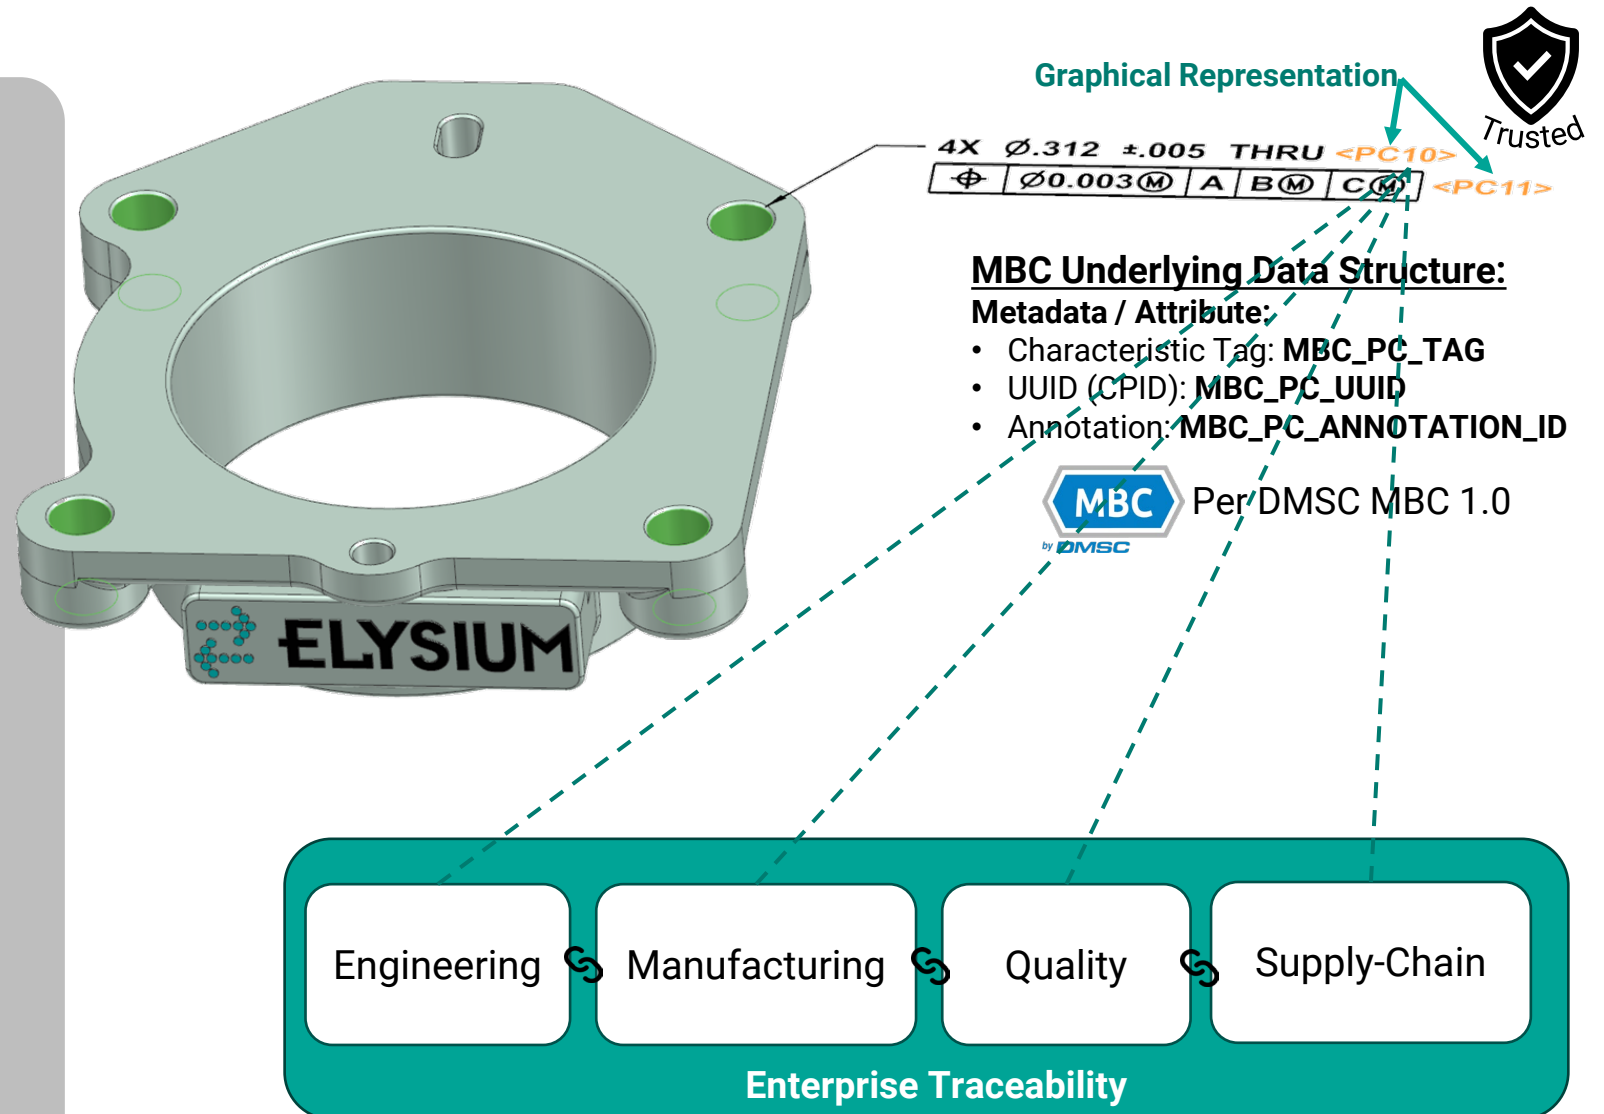 Graphical Representation
Trusted
4X Ø.312 ±.005 THRU <PC10>
⌖ Ø0.003Ⓜ A BⓂ CⓂ <PC11>
MBC Underlying Data Structure:
Metadata / Attribute:
• Characteristic Tag: MBC_PC_TAG
• UUID (CPID): MBC_PC_UUID
• Annotation: MBC_PC_ANNOTATION_ID
MBC
by DMSC
Per DMSC MBC 1.0
ELYSIUM
Engineering
Manufacturing
Quality
Supply-Chain
Enterprise Traceability